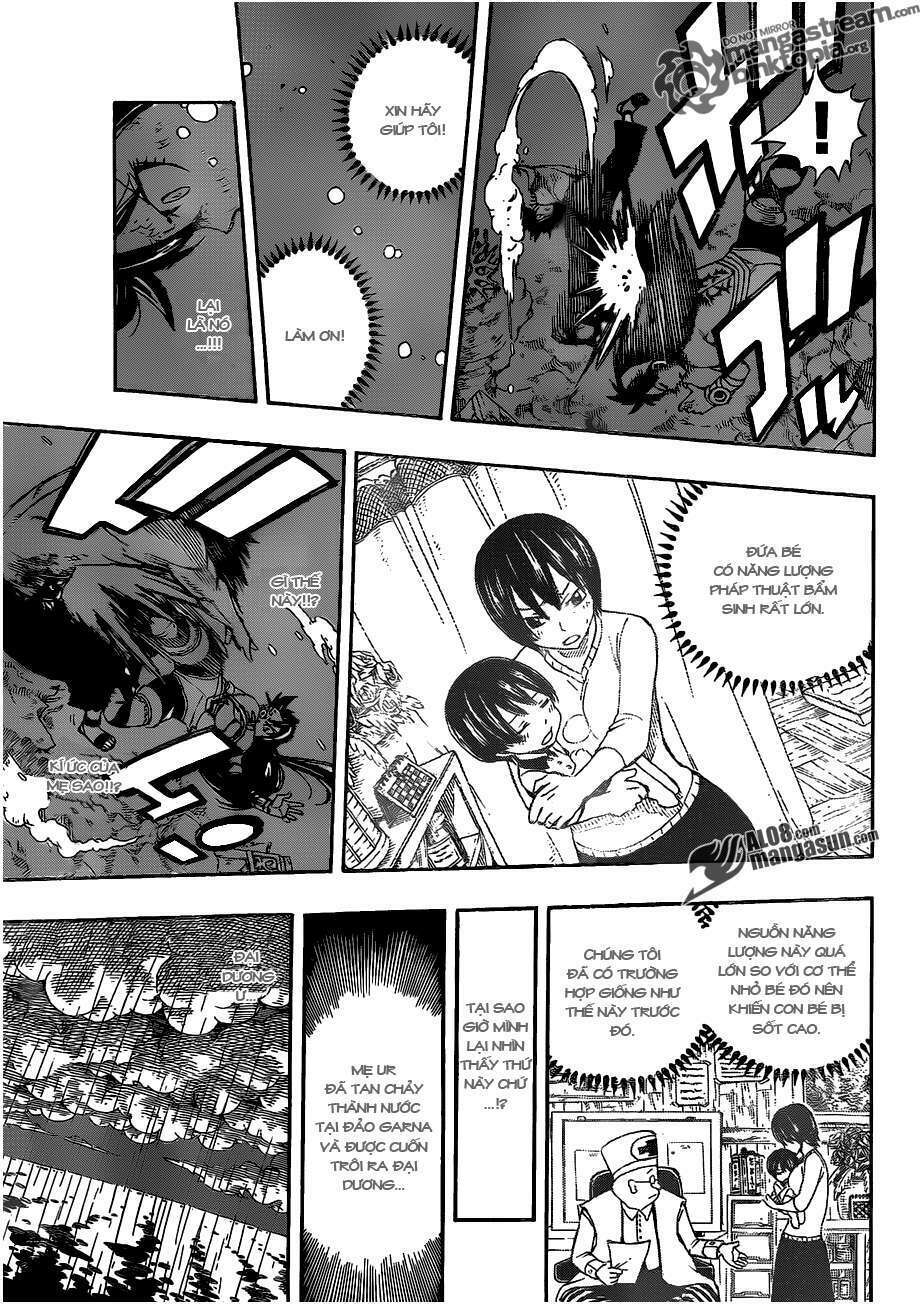 DO NOT MIRROR
mangastream.com
binktopia.org
!
XIN HÃY
GIÚP TÔI!
LÀM ƠN!
LẠI
LÀ NÓ
...!!!
ĐỨA BÉ
CÓ NĂNG LƯỢNG
PHÁP THUẬT BẨM
SINH RẤT LỚN.
GÌ THẾ
NÀY!!?
KÍ ỨC CỦA
MẸ SAO!!?
ALO8.com
mangasun.com
NGUỒN NĂNG
LƯỢNG NÀY QUÁ
LỚN SO VỚI CƠ THỂ
NHỎ BÉ ĐÓ NÊN
KHIẾN CON BÉ BỊ
SỐT CAO.
CHÚNG TÔI
ĐÃ CÓ TRƯỜNG
HỢP GIỐNG NHƯ
THẾ NÀY TRƯỚC
ĐÓ.
TẠI SAO
GIỜ MÌNH
LẠI NHÌN
THẤY THỨ
NÀY CHỨ
...!?
MẸ UR
ĐÃ TAN CHẢY
THÁNH NƯỚC
TẠI ĐẢO GARNA
VÀ ĐƯỢC CUỐN
TRÔI RA ĐẠI
DƯƠNG...
ĐẠI
DƯƠNG
Ư...